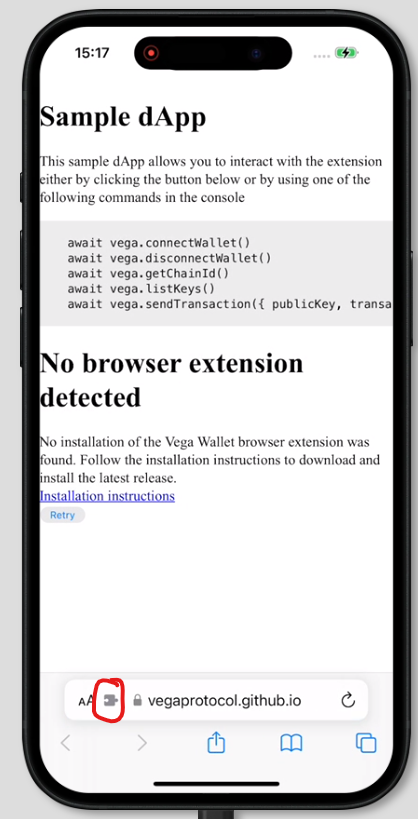 15:17
Sample dApp
This sample dApp allows you to interact with the extension
either by clicking the button below or by using one of the
following commands in the console
await vega.connectWallet()
await vega.disconnectWallet()
await vega.getChainId()
await vega.listKeys()
await vega.sendTransaction({ publicKey, transa
No browser extension
detected
No installation of the Vega Wallet browser extension was
found. Follow the installation instructions to download and
install the latest release.
Installation instructions
Retry
AA vegaprotocol.github.io